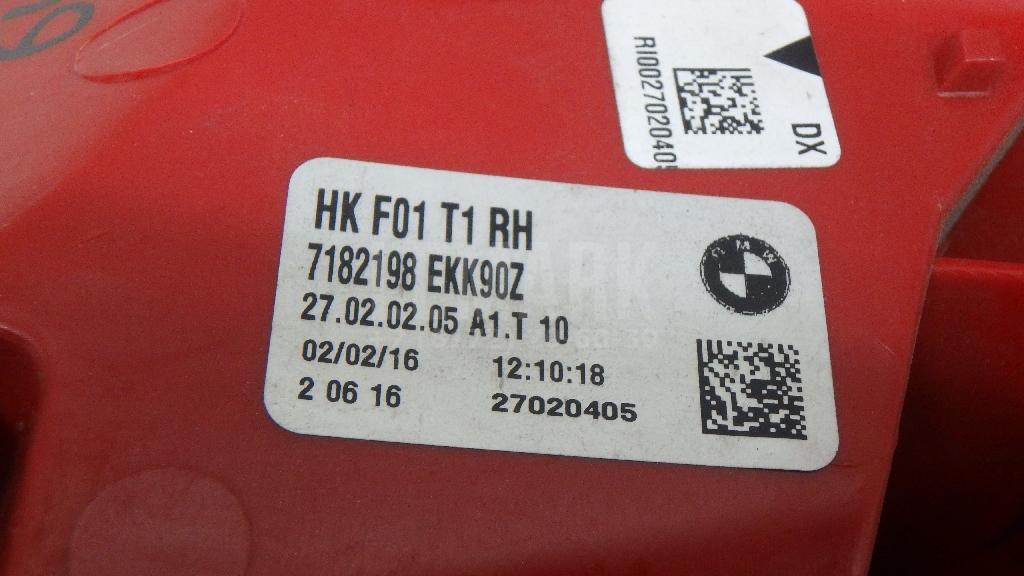 RI0027020405
DX
HK F01 T1 RH
7182198 EKK90Z
27.02.02.05 A1.T 10
02/02/16 12:10:18
2 06 16 27020405
BMW